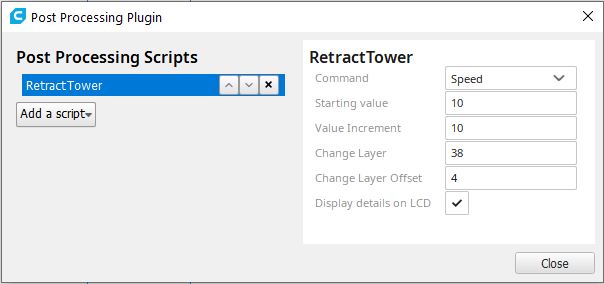 Post Processing Plugin
Post Processing Scripts
RetractTower
Add a script
RetractTower
Command Speed
Starting value 10
Value Increment 10
Change Layer 38
Change Layer Offset 4
Display details on LCD
Close